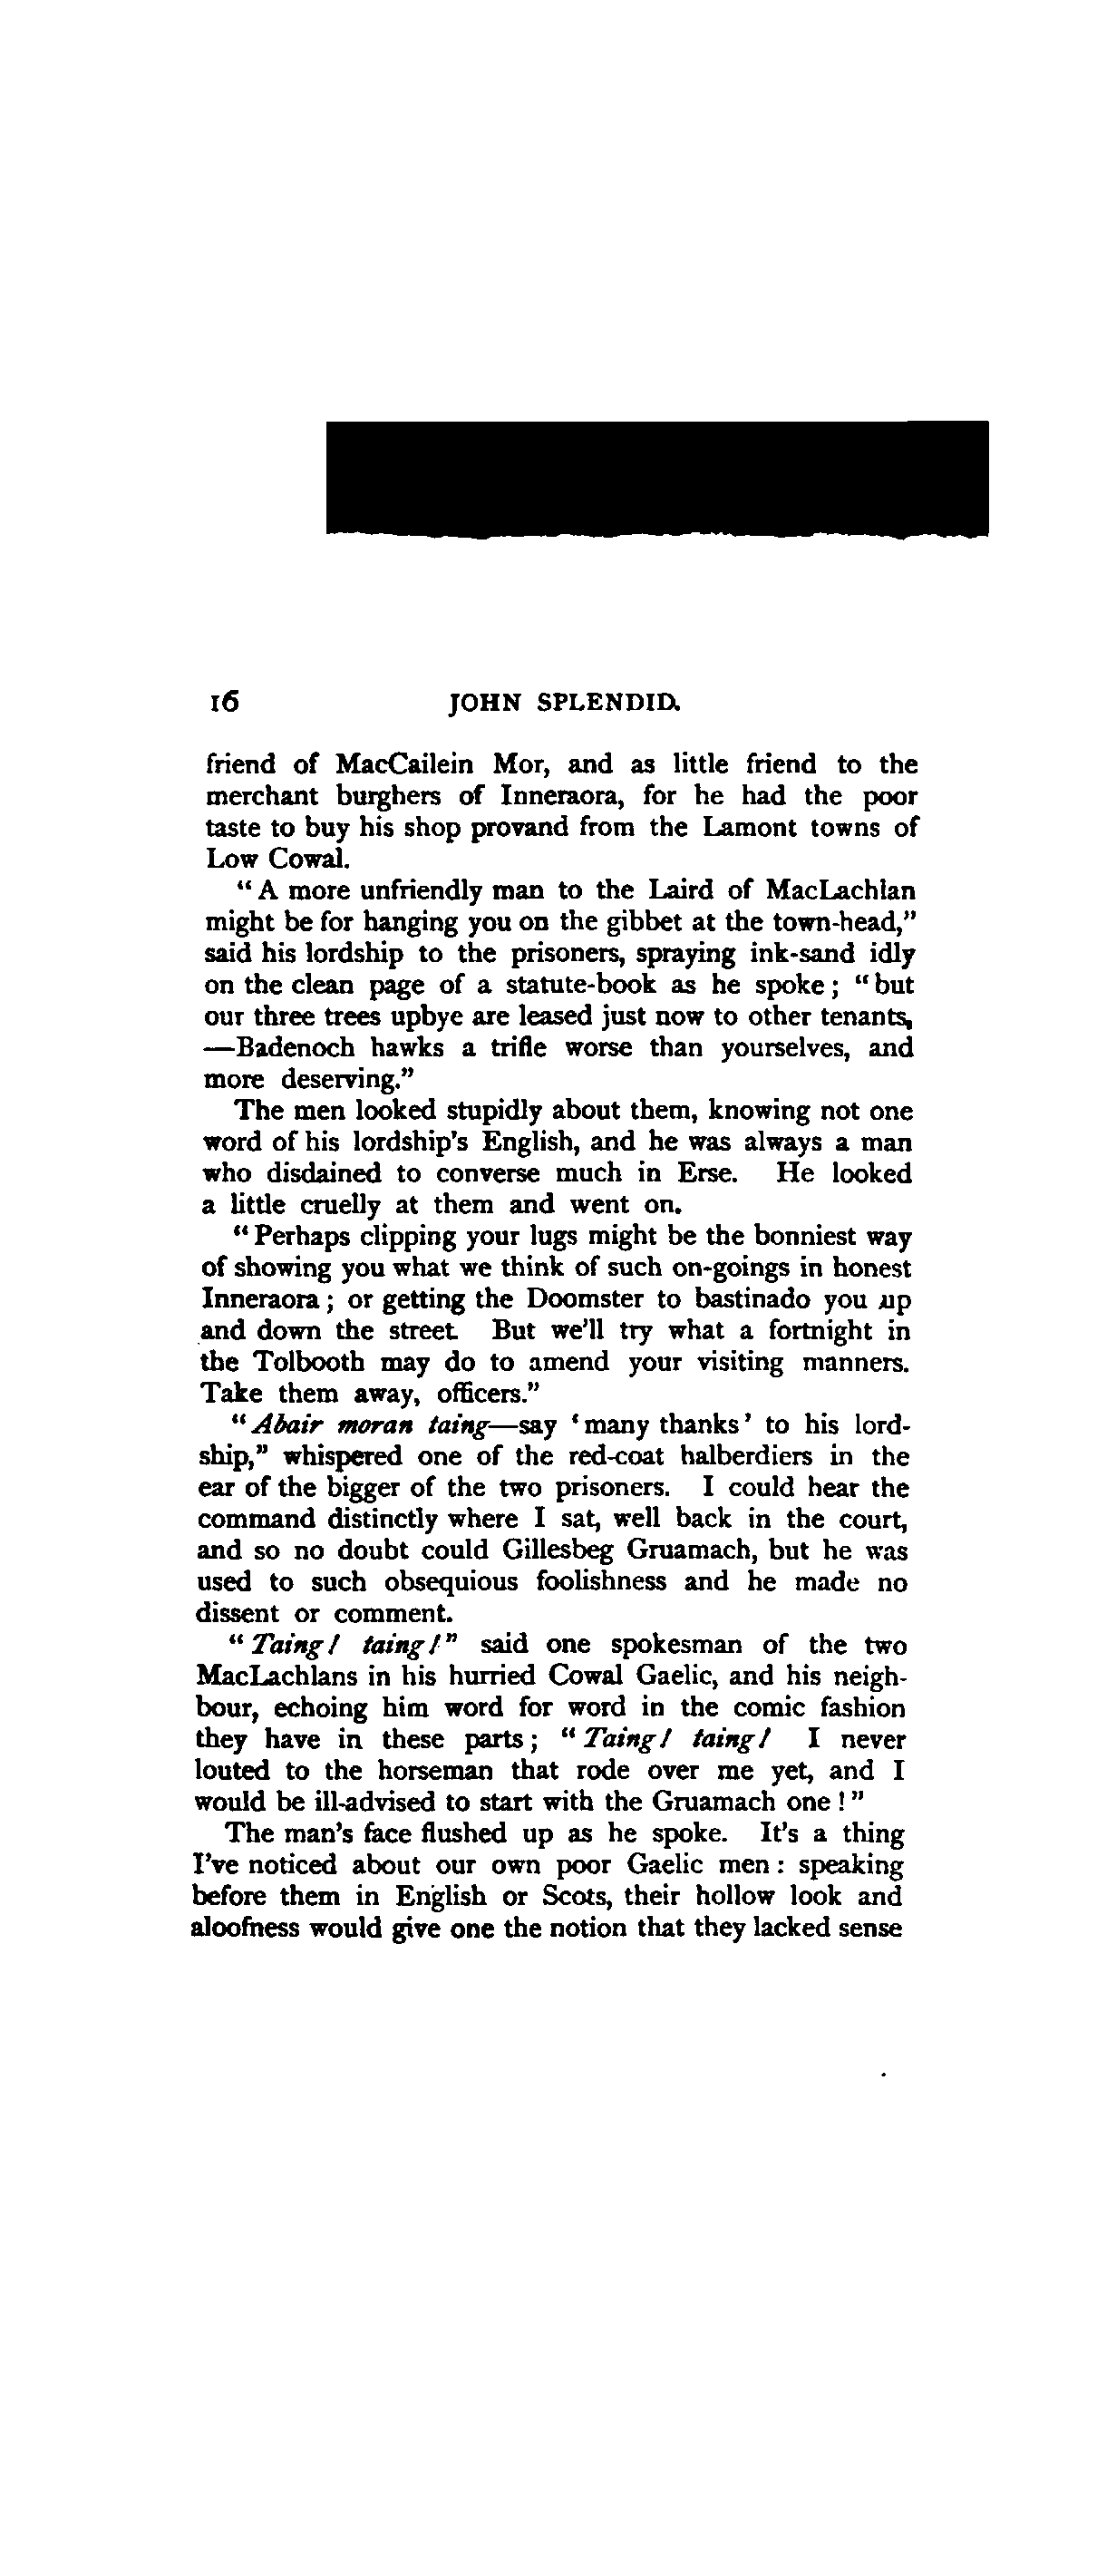 16 JOHN SPLENDID.
friend of MacCailein Mor, and as little friend to the
merchant burghers of Inneraora, for he had the poor
taste to buy his shop provand from the Lamont towns of
Low Cowal.
“A more unfriendly man to the Laird of MacLachlan
might be for hanging you on the gibbet at the town-head,”
said his lordship to the prisoners, spraying ink-sand idly
on the clean page of a statute-book as he spoke; “but
our three trees upbye are leased just now to other tenants,
—Badenoch hawks a trifle worse than yourselves, and
more deserving.”
The men looked stupidly about them, knowing not one
word of his lordship's English, and he was always a man
who disdained to converse much in Erse. He looked
a little cruelly at them and went on.
“Perhaps clipping your lugs might be the bonniest way
of showing you what we think of such on-goings in honest
Inneraora; or getting the Doomster to bastinado you up
and down the street. But we'll try what a fortnight in
the Tolbooth may do to amend your visiting manners.
Take them away, officers.”
“Abair moran taing—say ‘many thanks’ to his lord-
ship,” whispered one of the red-coat halberdiers in the
ear of the bigger of the two prisoners. I could hear the
command distinctly where I sat, well back in the court,
and so no doubt could Gillesbeg Gruamach, but he was
used to such obsequious foolishness and he made no
dissent or comment.
“Taing! taing!” said one spokesman of the two
MacLachlans in his hurried Cowal Gaelic, and his neigh-
bour, echoing him word for word in the comic fashion
they have in these parts; “Taing! taing! I never
louted to the horseman that rode over me yet, and I
would be ill-advised to start with the Gruamach one!”
The man's face flushed up as he spoke. It's a thing
I've noticed about our own poor Gaelic men: speaking
before them in English or Scots, their hollow look and
aloofness would give one the notion that they lacked sense